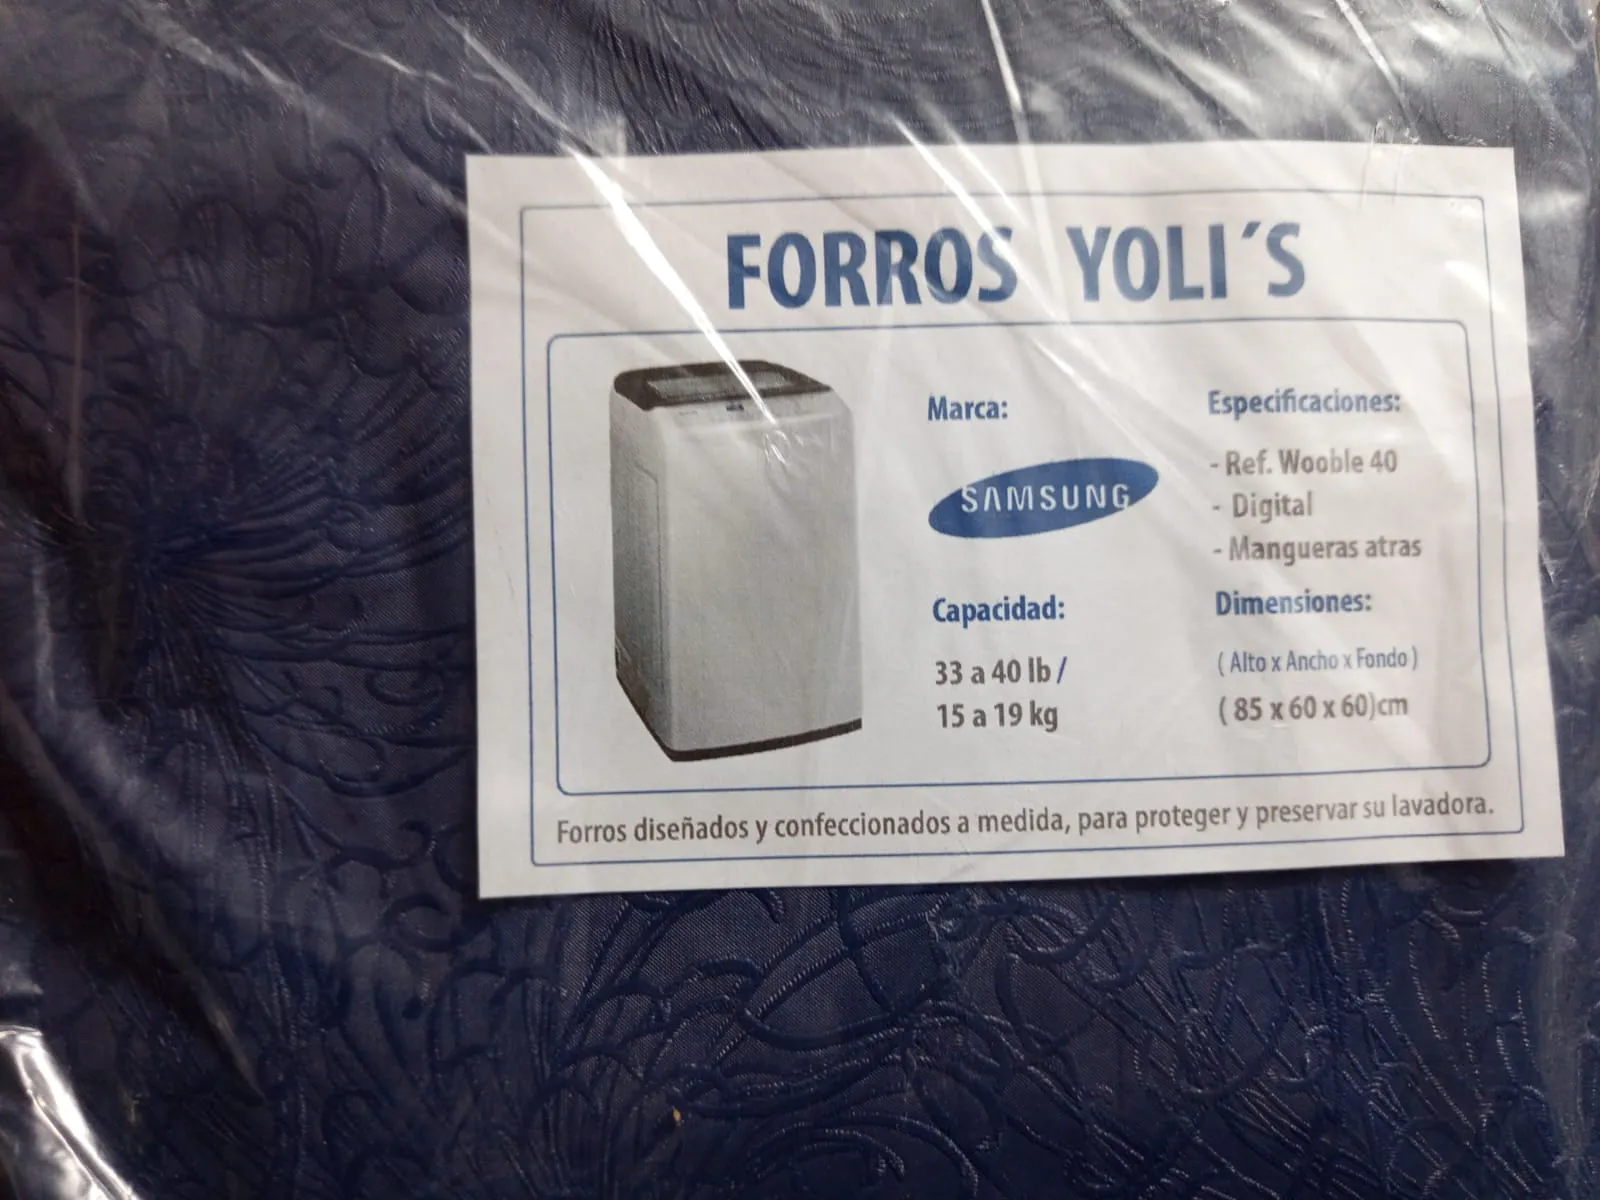 FORROS YOLI´S
Marca:
SAMSUNG
Capacidad:
33 a 40 lb /
15 a 19 kg
Especificaciones:
- Ref. Wooble 40
- Digital
- Mangueras atras
Dimensiones:
( Alto x Ancho x Fondo )
( 85 x 60 x 60)cm
Forros diseñados y confeccionados a medida, para proteger y preservar su lavadora.